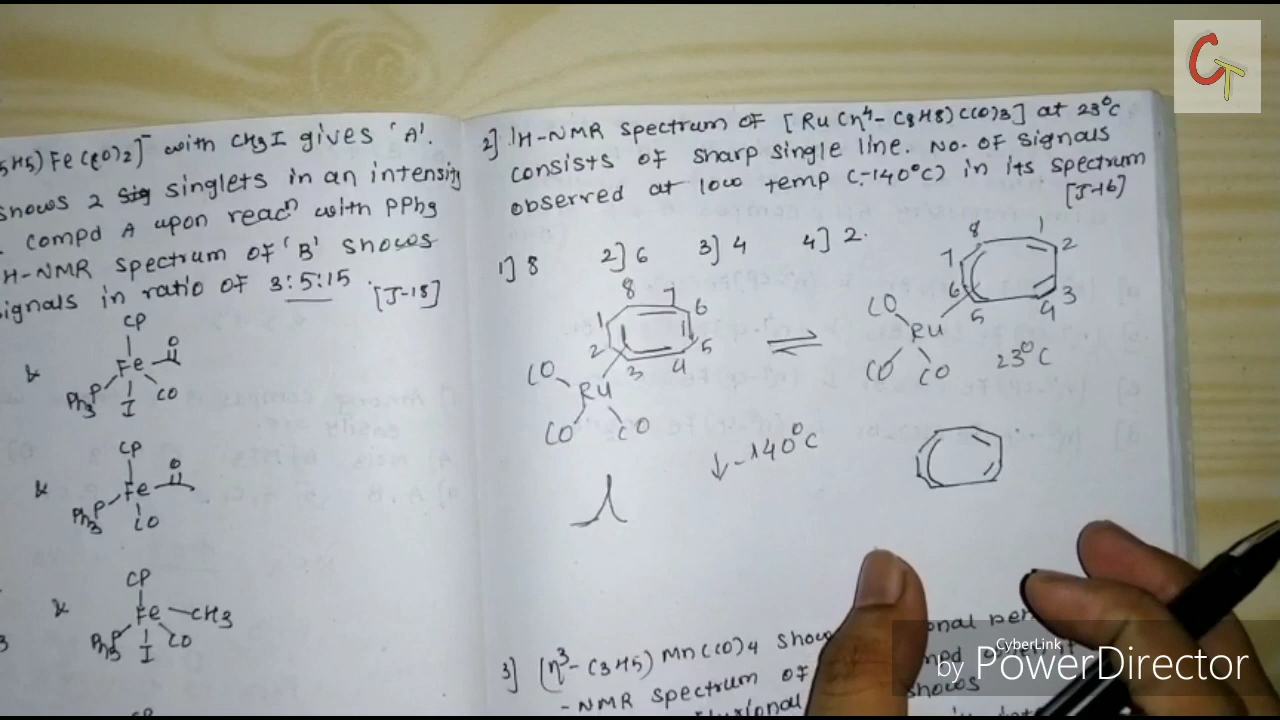 5H5) Fe (CO)2]⁻ with CH3I gives 'A'.
shows 2 singlets in an intensity
compd A upon reacⁿ with PPh3
H-NMR spectrum of 'B' shows
signals in ratio of 3:5:15. [J-18]
CP
& Fe
Ph3P
O
CO
I
CP
& Fe
Ph3P
O
CO
CP
& Fe CH3
Ph3P
CO
I
CP
2] ¹H-NMR spectrum of [Ru(η⁴-C8H8)(CO)3] at 23°C
consists of sharp single line. No. of signals
observed at low temp (-140°C) in its spectrum
[J-16]
1] 8 2] 6 3] 4 4] 2.
8 7
1 6
2 5
3 4
CO
Ru
CO CO
⇌
8 1
7 2
6 3
5 4
CO
Ru
CO CO
23°C
↓ -140°C
3] (η³-C3H5) Mn(CO)4 shows
-NMR spectrum of
shows
CT
CyberLink
by PowerDirector